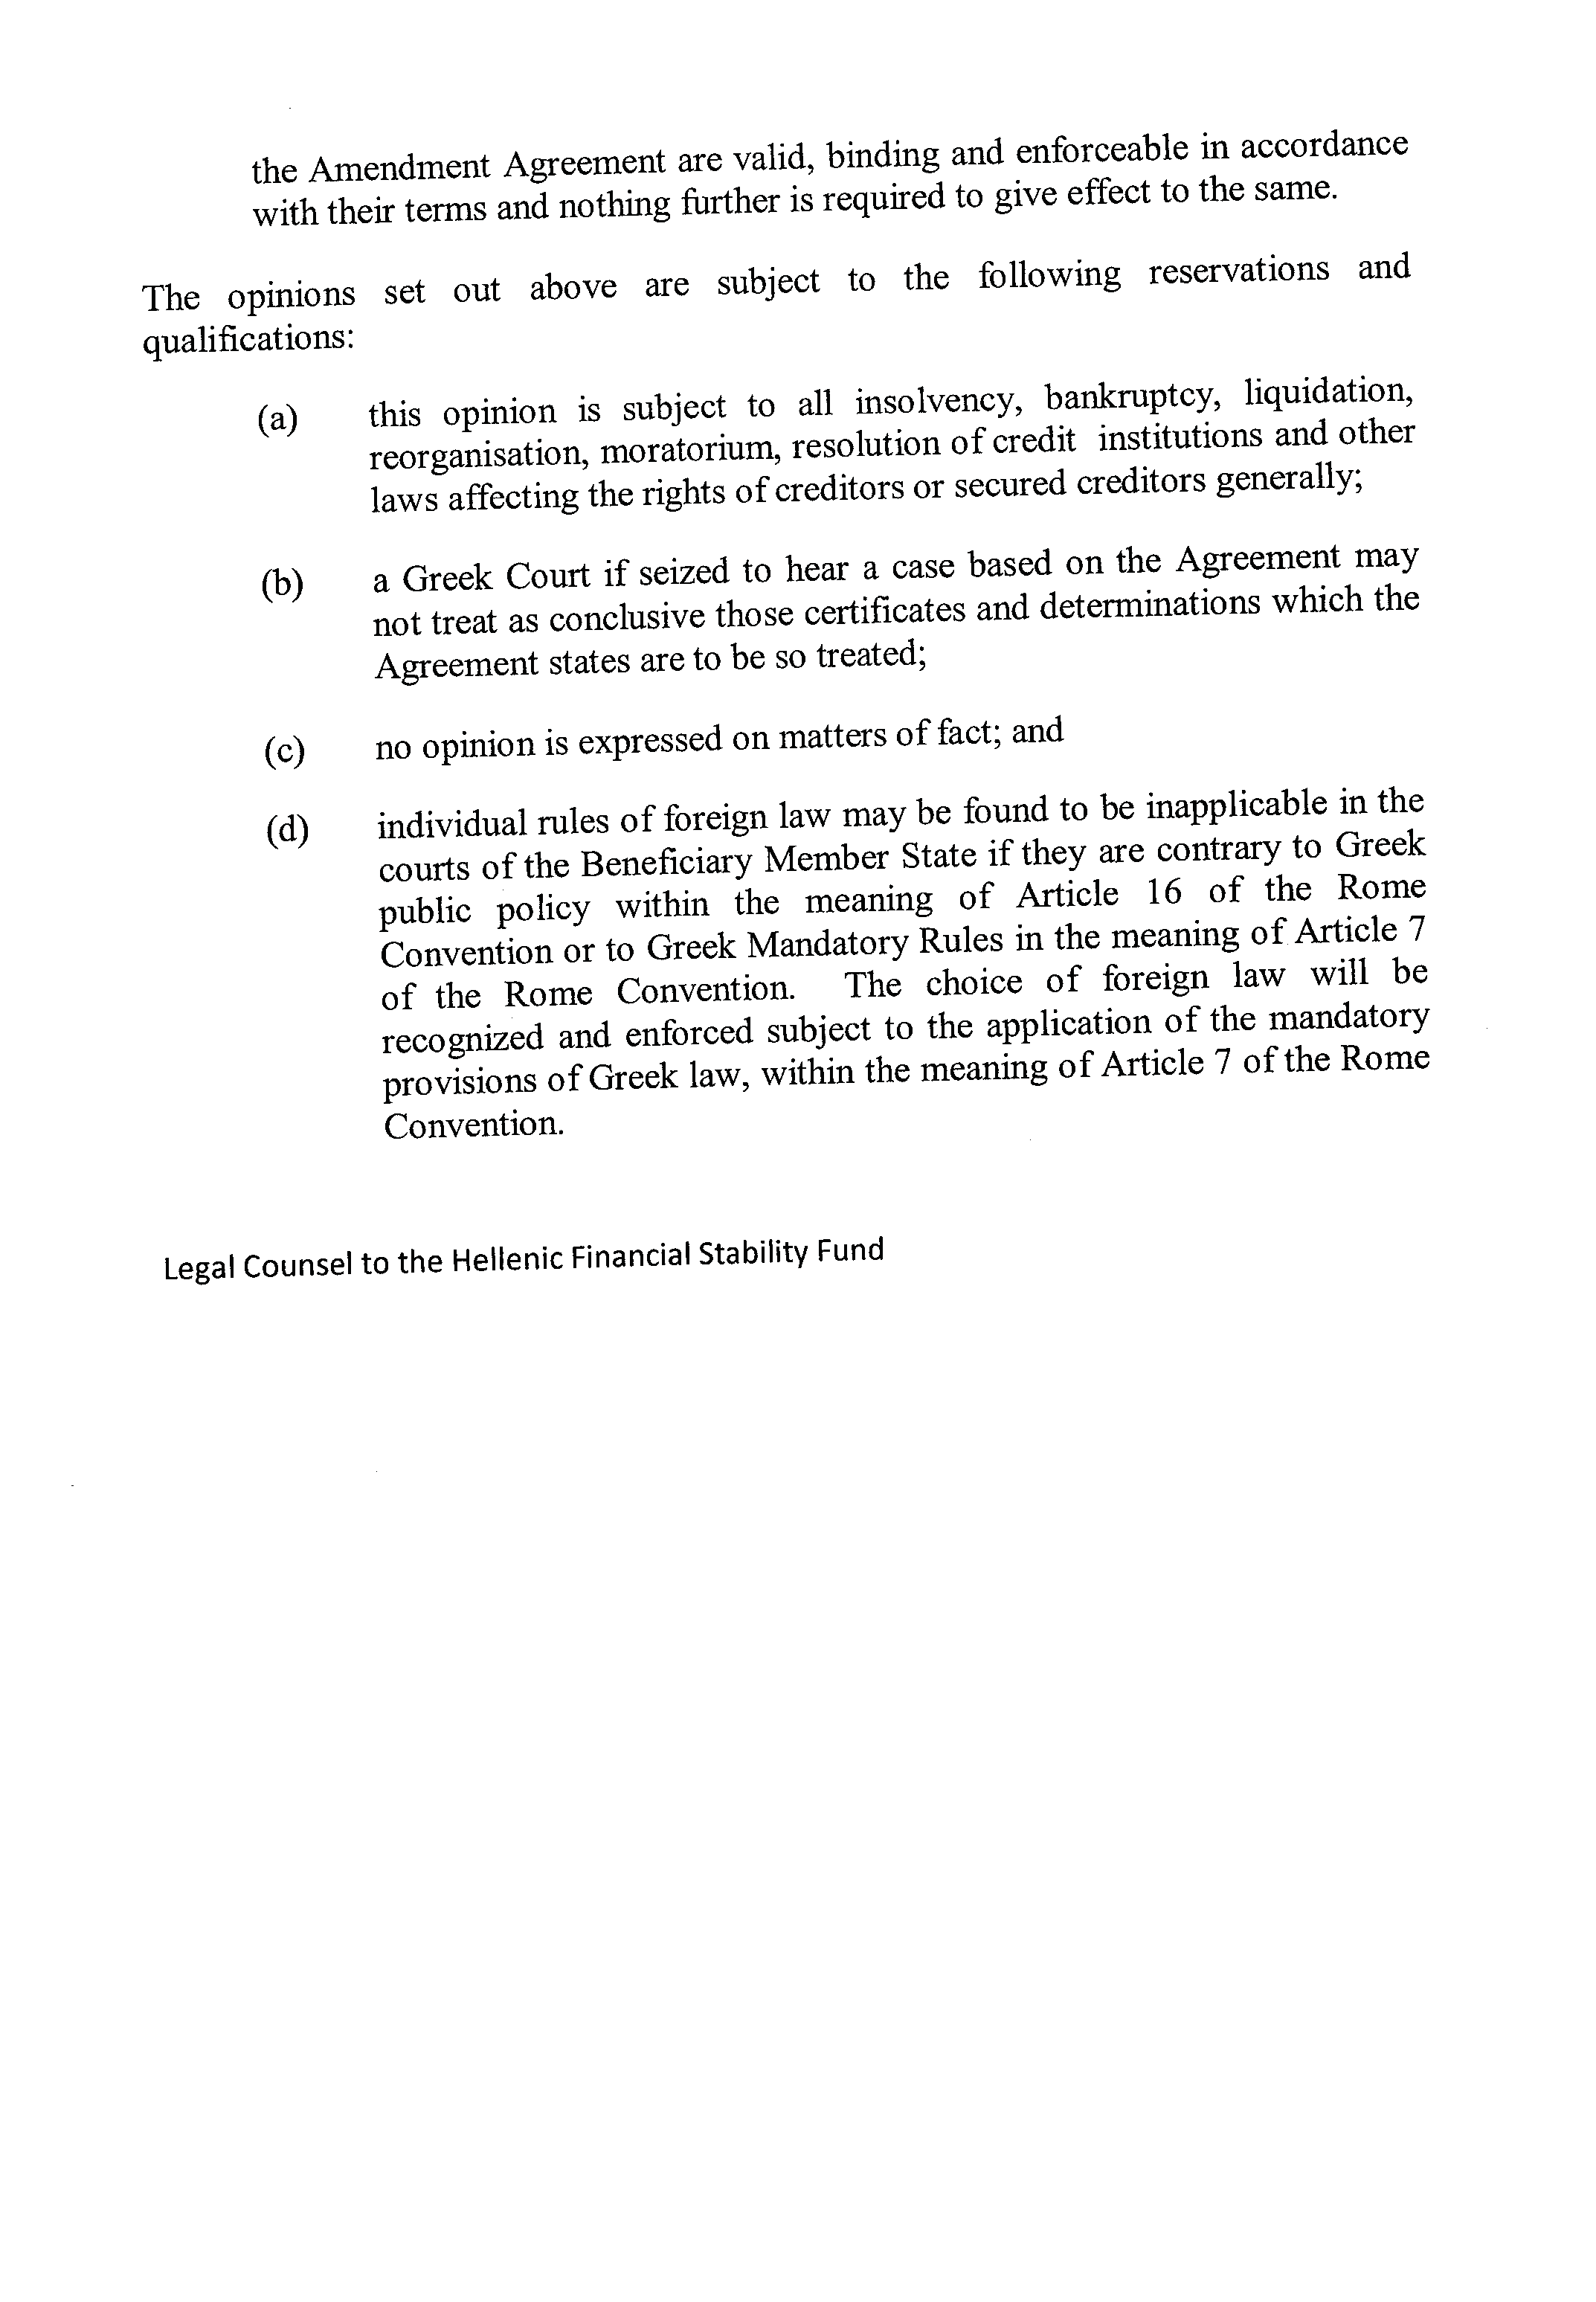 the Amendment Agreement are valid, binding and enforceable in accordance
with their terms and nothing further is required to give effect to the same.
The opinions set out above are subject to the following reservations and
qualifications:
(a) this opinion is subject to all insolvency, bankruptcy, liquidation,
reorganisation, moratorium, resolution of credit institutions and other
laws affecting the rights of creditors or secured creditors generally;
(b) a Greek Court if seized to hear a case based on the Agreement may
not treat as conclusive those certificates and determinations which the
Agreement states are to be so treated;
(c) no opinion is expressed on matters of fact; and
(d) individual rules of foreign law may be found to be inapplicable in the
courts of the Beneficiary Member State if they are contrary to Greek
public policy within the meaning of Article 16 of the Rome
Convention or to Greek Mandatory Rules in the meaning of Article 7
of the Rome Convention. The choice of foreign law will be
recognized and enforced subject to the application of the mandatory
provisions of Greek law, within the meaning of Article 7 of the Rome
Convention.
Legal Counsel to the Hellenic Financial Stability Fund